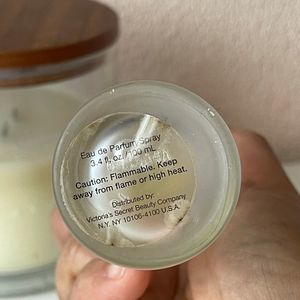 Eau de Parfum Spray
3.4 fl. oz./100 mL
Caution: Flammable. Keep
away from flame or high heat.
Distributed by:
Victoria's Secret Beauty Company
N.Y. NY 10106-4100 U.S.A.